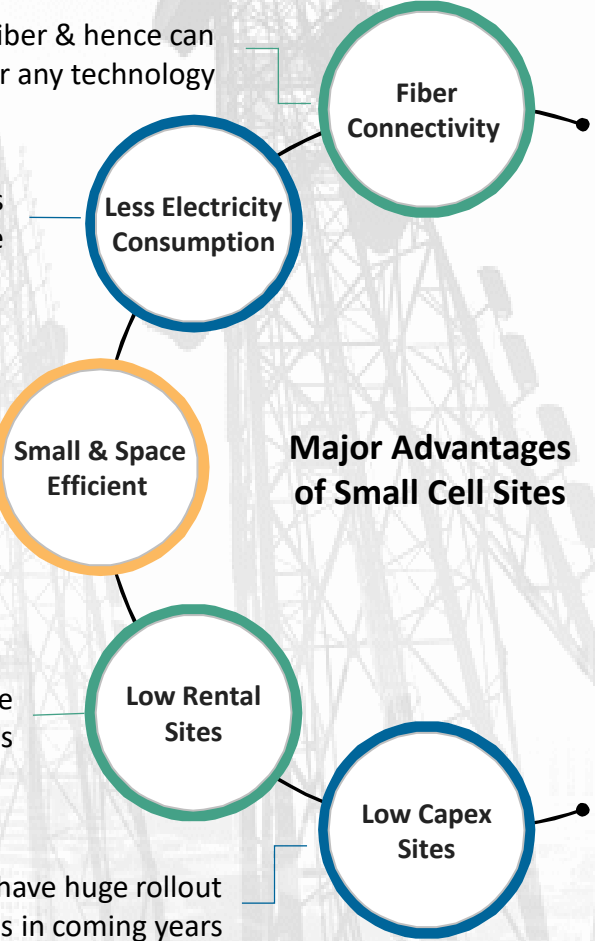 iber & hence can
r any technology
Fiber
Connectivity
Less Electricity
Consumption
s
e
Small & Space
Efficient
Major Advantages
of Small Cell Sites
Low Rental
Sites
e
s
Low Capex
Sites
have huge rollout
s in coming years